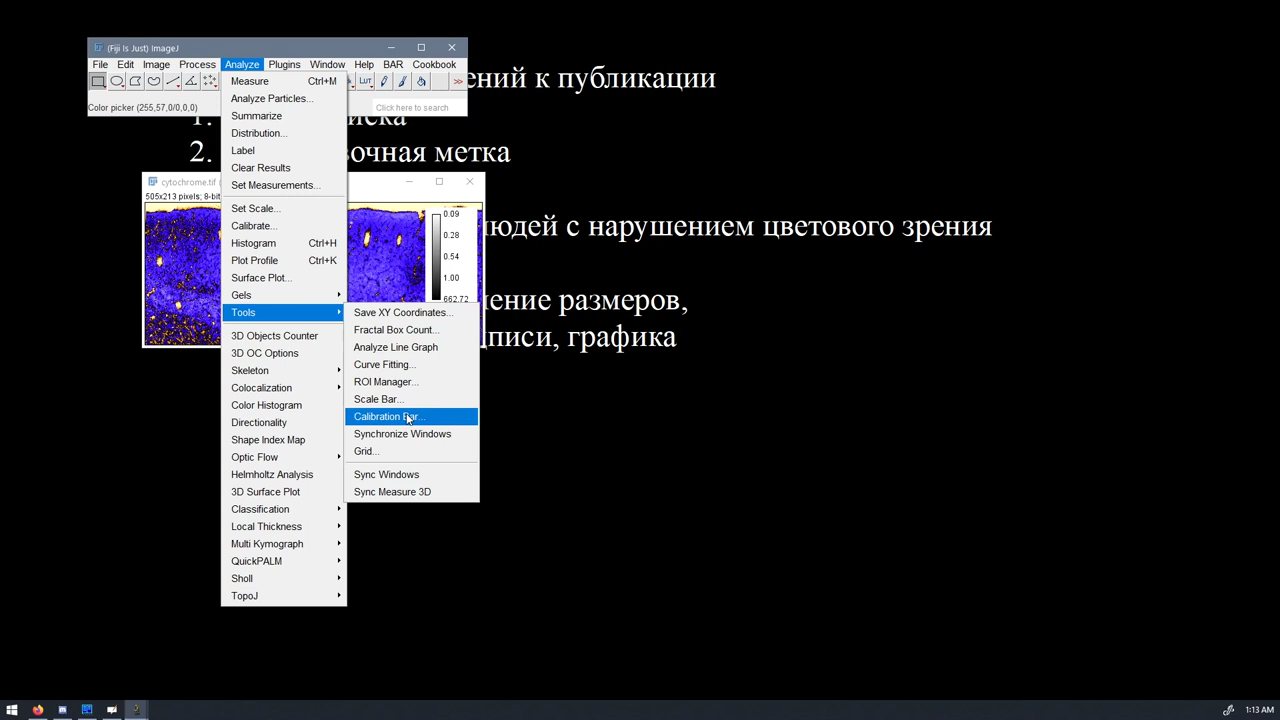 (Fiji Is Just) ImageJ
File Edit Image Process Analyze Plugins Window Help BAR Cookbook
LUT >>
Color picker (255,57,0/0,0,0)
Click here to search
ений к публикации
1.
иска
2.
вочная метка
людей с нарушением цветового зрения
ение размеров,
писи, графика
cytochrome.tif
505x213 pixels; 8-bit
0.09
0.28
0.54
1.00
662.72
Measure Ctrl+M
Analyze Particles...
Summarize
Distribution...
Label
Clear Results
Set Measurements...
Set Scale...
Calibrate...
Histogram Ctrl+H
Plot Profile Ctrl+K
Surface Plot...
Gels
Tools
3D Objects Counter
3D OC Options
Skeleton
Colocalization
Color Histogram
Directionality
Shape Index Map
Optic Flow
Helmholtz Analysis
3D Surface Plot
Classification
Local Thickness
Multi Kymograph
QuickPALM
Sholl
TopoJ
Save XY Coordinates...
Fractal Box Count...
Analyze Line Graph
Curve Fitting...
ROI Manager...
Scale Bar...
Calibration Bar...
Synchronize Windows
Grid...
Sync Windows
Sync Measure 3D
1:13 AM